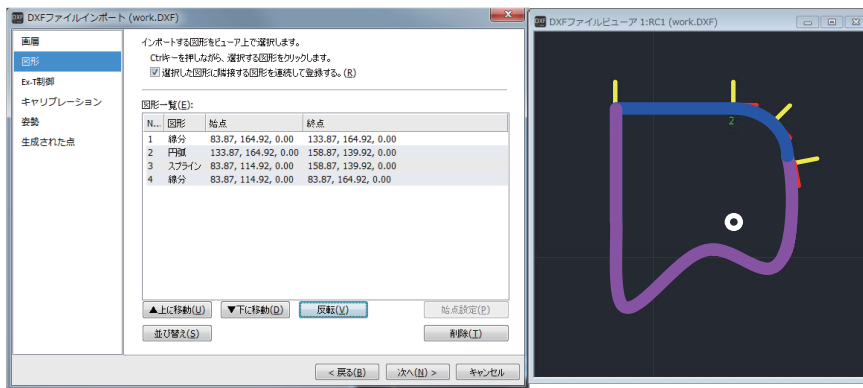 DXFファイルインポート (work.DXF)
画層
図形
Ex-T制御
キャリブレーション
姿勢
生成された点
インポートする図形をビューア上で選択します。
Ctrlキーを押しながら、選択する図形をクリックします。
選択した図形に隣接する図形を連続して登録する。(R)
図形一覧(E):
N... 図形 始点 終点
1 線分 83.87, 164.92, 0.00 133.87, 164.92, 0.00
2 円弧 133.87, 164.92, 0.00 158.87, 139.92, 0.00
3 スプライン 83.87, 114.92, 0.00 158.87, 139.92, 0.00
4 線分 83.87, 114.92, 0.00 83.87, 164.92, 0.00
▲上に移動(U) ▼下に移動(D) 反転(V) 始点設定(P)
並び替え(S) 削除(T)
< 戻る(B) 次へ(N) > キャンセル
DXFファイルビューア 1:RC1 (work.DXF)
2